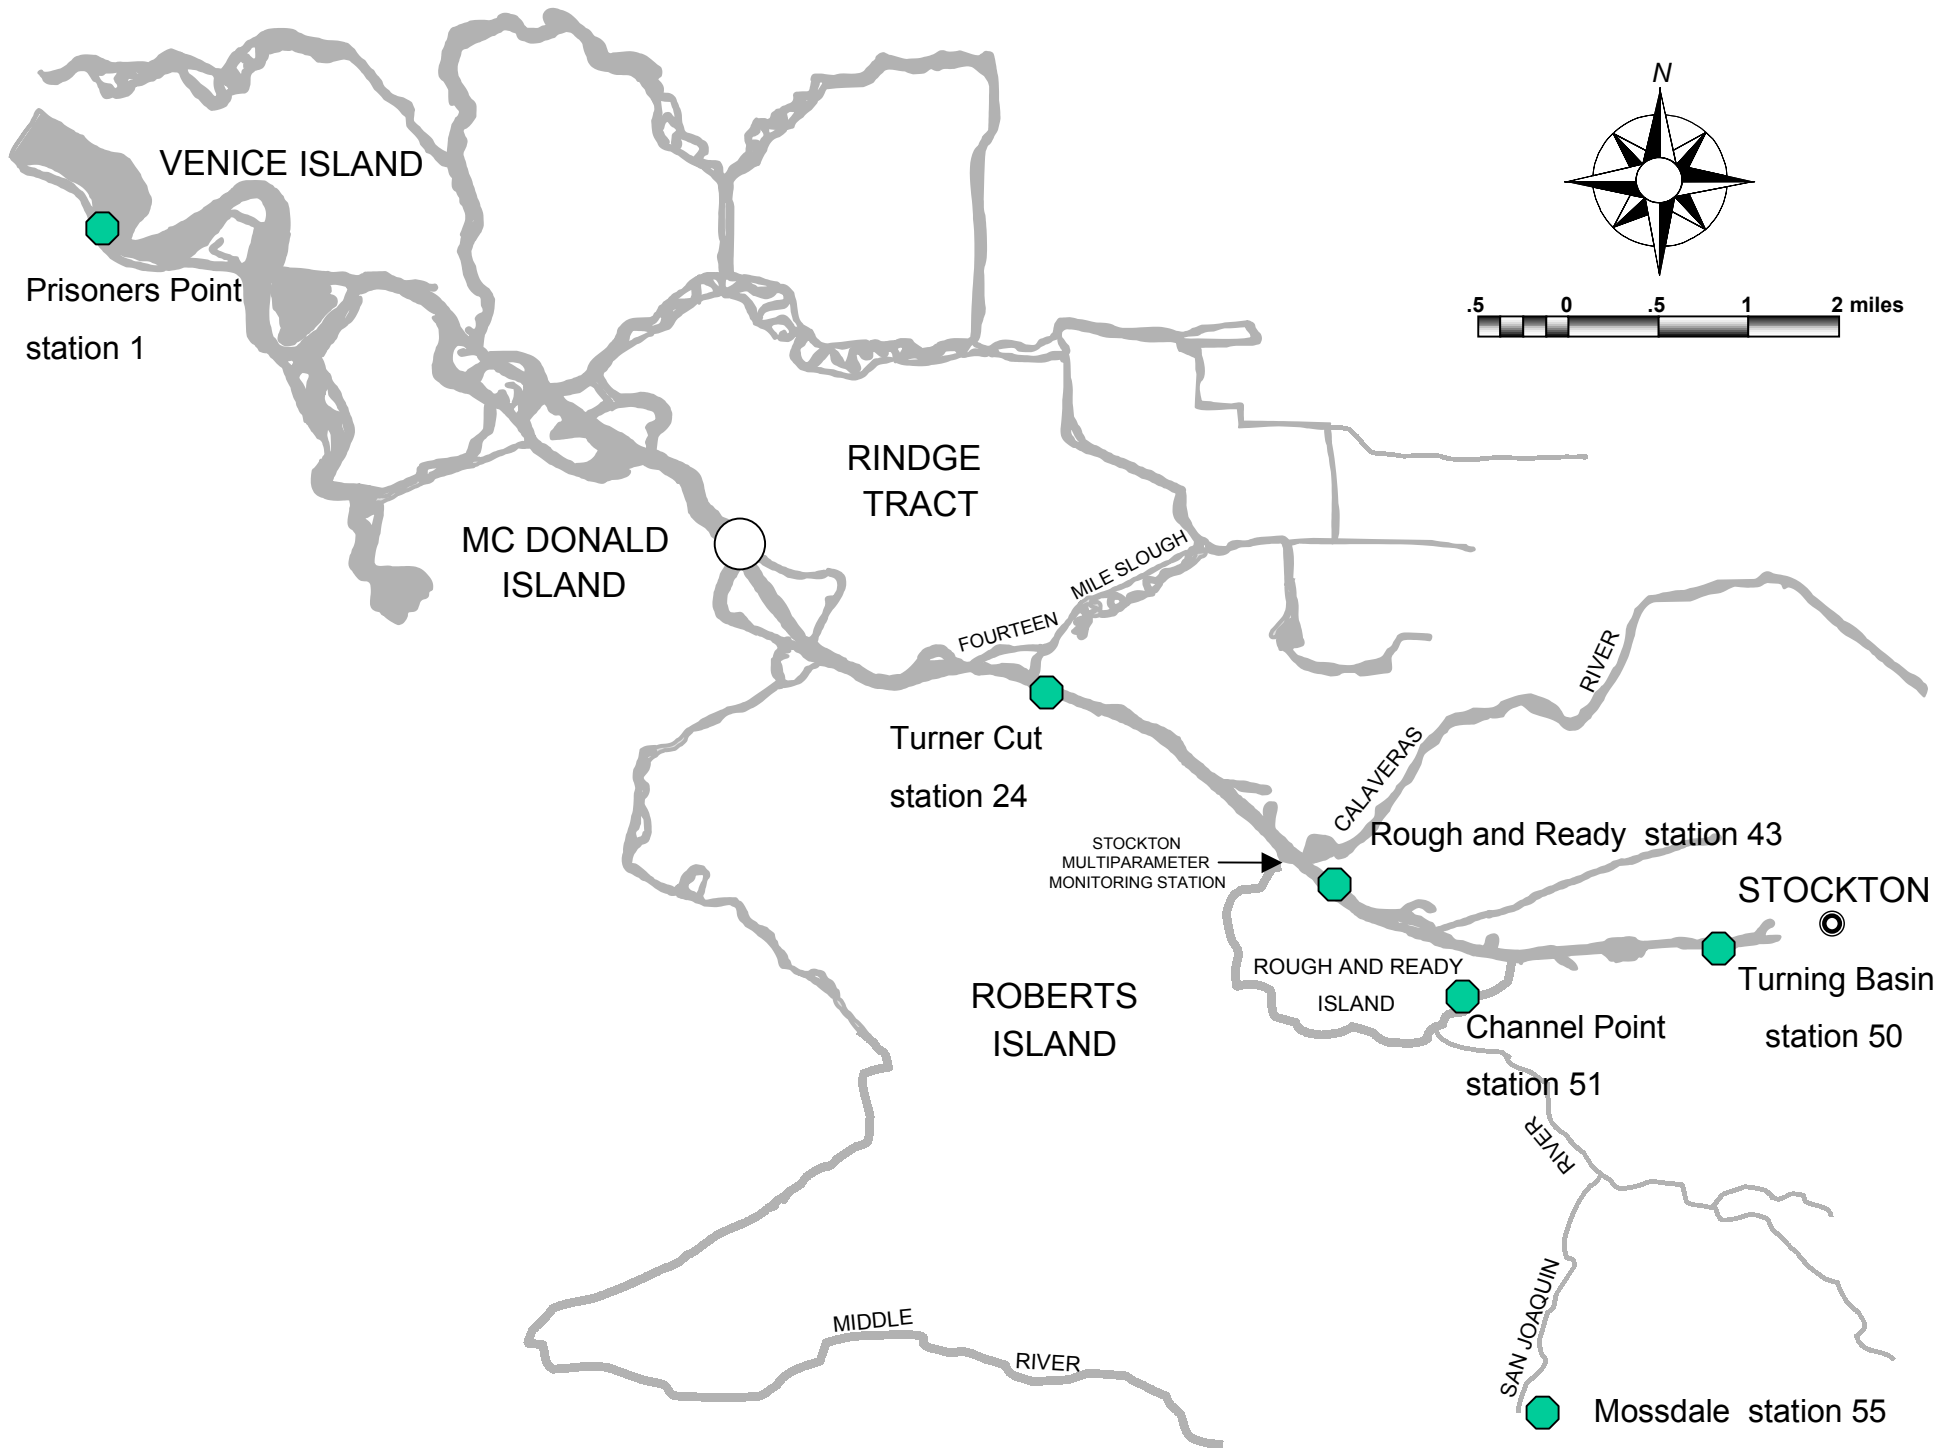 N
.5 0 .5 1 2 miles
VENICE ISLAND
Prisoners Point
station 1
RINDGE
TRACT
MC DONALD
ISLAND
FOURTEEN MILE SLOUGH
Turner Cut
station 24
CALAVERAS RIVER
STOCKTON
MULTIPARAMETER
MONITORING STATION
Rough and Ready station 43
STOCKTON
ROUGH AND READY
ISLAND
Turning Basin
station 50
ROBERTS
ISLAND
Channel Point
station 51
SAN JOAQUIN RIVER
MIDDLE RIVER
Mossdale station 55